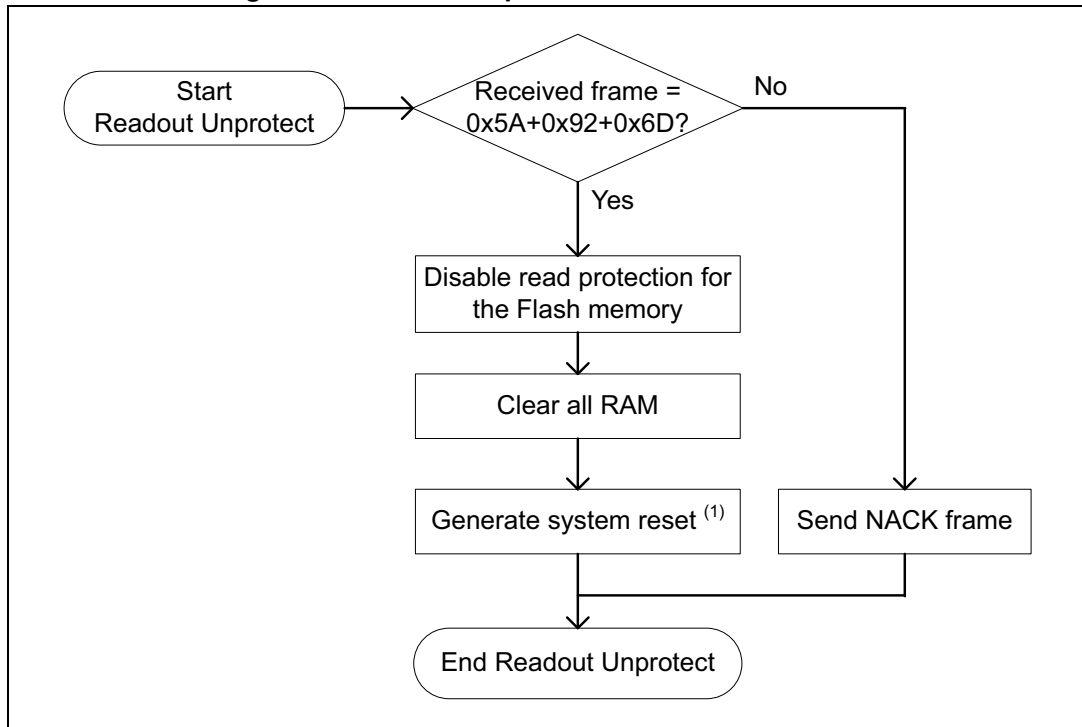 Start
Readout Unprotect
Received frame =
0x5A+0x92+0x6D?
No
Yes
Disable read protection for
the Flash memory
Clear all RAM
Generate system reset (1)
Send NACK frame
End Readout Unprotect